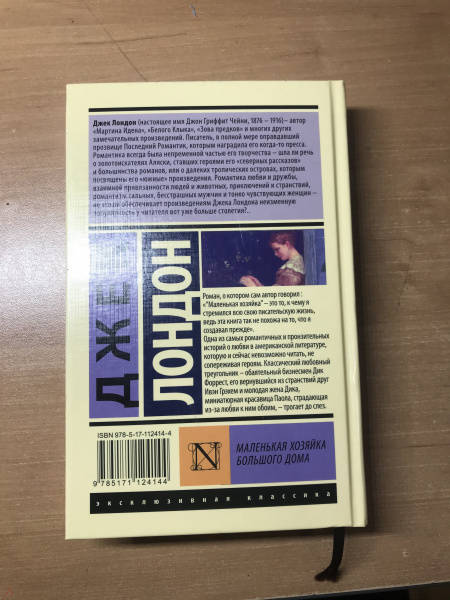 Джек Лондон (настоящее имя Джон Гриффит Чейни, 1876 – 1916) – автор
«Мартина Идена», «Белого Клыка», «Зова предков» и многих других
замечательных произведений. Писатель, в полной мере оправдавший
прозвище Последний Романтик, которым наградила его когда-то пресса.
Романтика всегда была непременной частью его творчества – шла ли речь
о золотоискателях Аляски, ставших героями его «северных рассказов»
и большинства романов, или о далеких тропических островах, которым
посвящены его «южные» произведения. Романтика любви и дружбы,
взаимной привязанности людей и животных, приключений и странствий,
романтизм сильных, бесстрашных мужчин и тонко чувствующих женщин –
не это ли обеспечивает произведениям Джека Лондона неизменную
популярность у читателя вот уже больше столетия?..
ДЖЕК
ЛОНДОН
Роман, о котором сам автор говорил:
«"Маленькая хозяйка" – это то, к чему я
стремился всю свою писательскую жизнь,
ведь эта книга так не похожа на то, что я
создавал прежде».
Одна из самых романтичных и пронзительных
историй о любви в американской литературе,
которую и сейчас невозможно читать, не
сопереживая героям. Классический любовный
треугольник – обаятельный бизнесмен Дик
Форрест, его вернувшийся из странствий друг
Ивэн Грэхем и молодая жена Дика,
миниатюрная красавица Паола, страдающая
из-за любви к ним обоим, – трогает до слез.
ISBN 978-5-17-112414-4
9 785171 124144
N
МАЛЕНЬКАЯ ХОЗЯЙКА
БОЛЬШОГО ДОМА
эксклюзивная классика